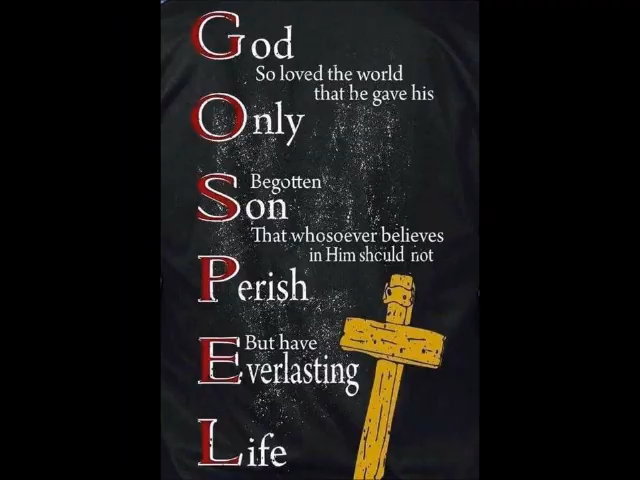 God
So loved the world
that he gave his
Only
Begotten
Son
That whosoever believes
in Him should not
Perish
But have
Everlasting
Life